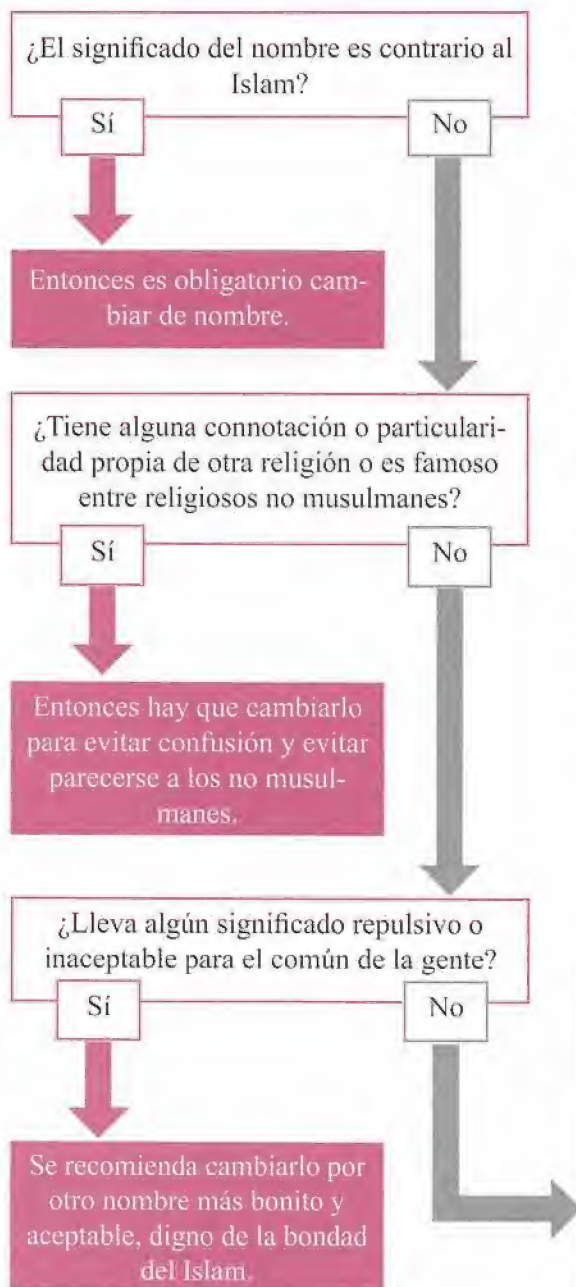 ¿El significado del nombre es contrario al
Islam?
Sí
No
Entonces es obligatorio cam-
biar de nombre.
¿Tiene alguna connotación o particulari-
dad propia de otra religión o es famoso
entre religiosos no musulmanes?
Sí
No
Entonces hay que cambiarlo
para evitar confusión y evitar
parecerse a los no musul-
manes.
¿Lleva algún significado repulsivo o
inaceptable para el común de la gente?
Sí
No
Se recomienda cambiarlo por
otro nombre más bonito y
aceptable, digno de la bondad
del Islam.